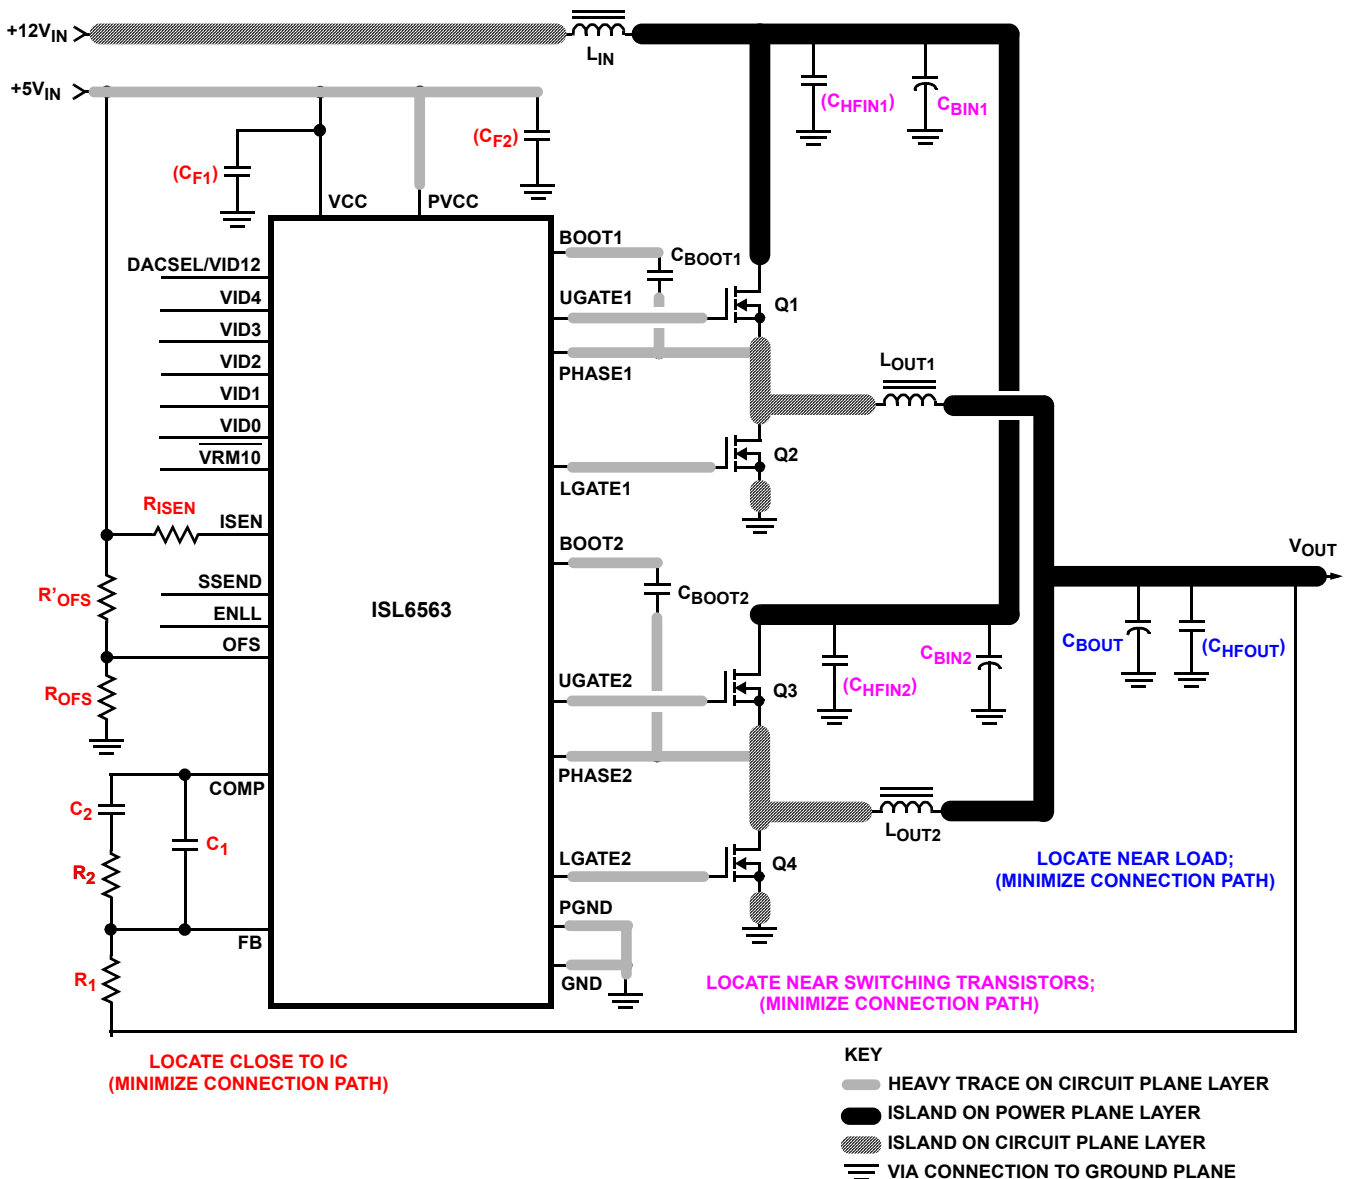 +12VIN
LIN
+5VIN
(CHFIN1)
CBIN1
(CF2)
(CF1)
VCC
PVCC
BOOT1
CBOOT1
DACSEL/VID12
VID4
UGATE1
Q1
VID3
PHASE1
VID2
LOUT1
VID1
VID0
VRM10
Q2
LGATE1
RISEN
ISEN
BOOT2
VOUT
SSEND
R’OFS
CBOOT2
ISL6563
ENLL
OFS
CBOUT
(CHFOUT)
CBIN2
(CHFIN2)
UGATE2
Q3
ROFS
PHASE2
COMP
C2
C1
LOUT2
LGATE2
Q4
R2
LOCATE NEAR LOAD;
(MINIMIZE CONNECTION PATH)
PGND
FB
R1
GND
LOCATE NEAR SWITCHING TRANSISTORS;
(MINIMIZE CONNECTION PATH)
LOCATE CLOSE TO IC
(MINIMIZE CONNECTION PATH)
KEY
HEAVY TRACE ON CIRCUIT PLANE LAYER
ISLAND ON POWER PLANE LAYER
ISLAND ON CIRCUIT PLANE LAYER
VIA CONNECTION TO GROUND PLANE